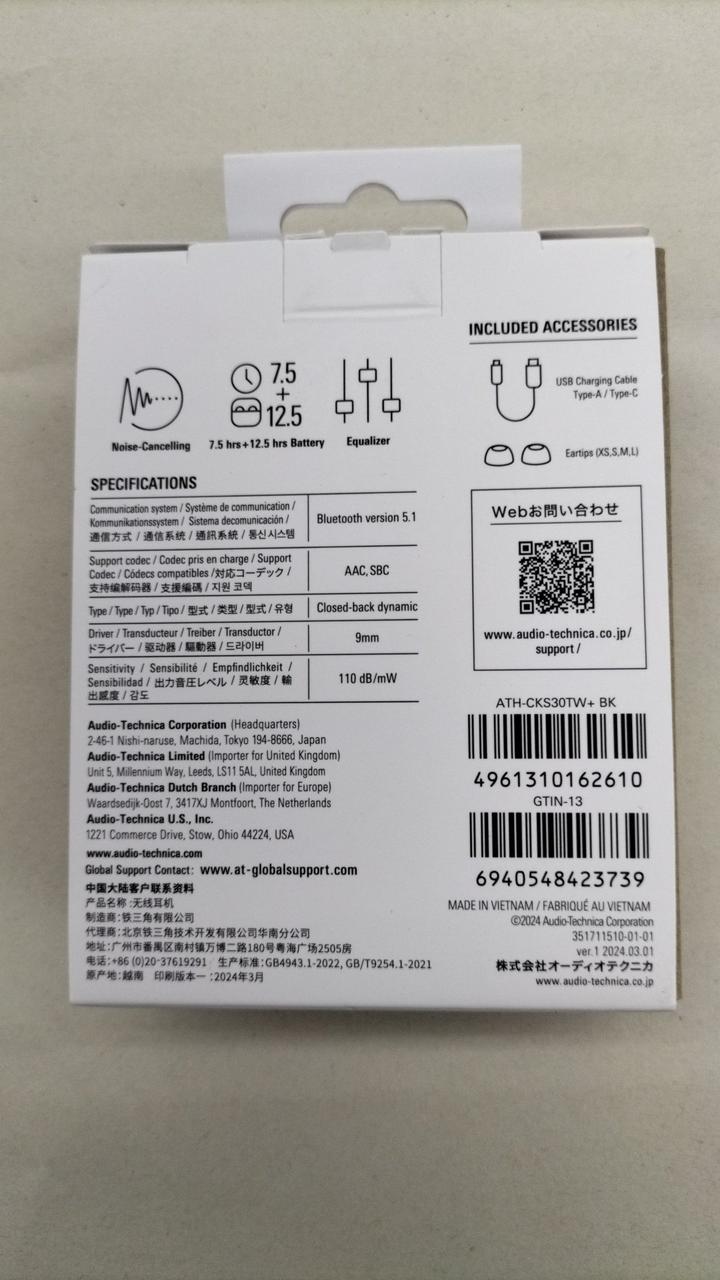 7.5
+
12.5
Noise-Cancelling
7.5 hrs+12.5 hrs Battery
Equalizer
SPECIFICATIONS
Communication system / Système de communication /
Kommunikationssystem / Sistema decomunicación /
通信方式 / 通信系统 / 通訊系統 / 통신 시스템
Bluetooth version 5.1
Support codec / Codec pris en charge / Support
Codec / Códecs compatibles /対応コーデック /
支持编解码器 / 支援編碼 / 지원 코덱
AAC, SBC
Type / Type / Typ / Tipo / 型式 / 类型 / 型式 / 유형
Closed-back dynamic
Driver / Transducteur / Treiber / Transductor /
ドライバー / 驱动器 / 驅動器 / 드라이버
9mm
Sensitivity / Sensibilité / Empfindlichkeit /
Sensibilidad / 出力音圧レベル / 灵敏度 / 輸
出感度 / 감도
110 dB/mW
Audio-Technica Corporation (Headquarters)
2-46-1 Nishi-naruse, Machida, Tokyo 194-8666, Japan
Audio-Technica Limited (Importer for United Kingdom)
Unit 5, Millennium Way, Leeds, LS11 5AL, United Kingdom
Audio-Technica Dutch Branch (Importer for Europe)
Waardsedijk-Oost 7, 3417XJ Montfoort, The Netherlands
Audio-Technica U.S., Inc.
1221 Commerce Drive, Stow, Ohio 44224, USA
www.audio-technica.com
Global Support Contact: www.at-globalsupport.com
中国大陆客户联系资料
产品名称:无线耳机
制造商:铁三角有限公司
代理商:北京铁三角技术开发有限公司华南分公司
地址:广州市番禺区南村镇万博二路180号粤海广场2505房
电话:+86 (0)20-37619291 生产标准:GB4943.1-2022, GB/T9254.1-2021
原产地:越南 印刷版本一:2024年3月
INCLUDED ACCESSORIES
USB Charging Cable
Type-A / Type-C
Eartips (XS,S,M,L)
Webお問い合わせ
www.audio-technica.co.jp/
support/
ATH-CKS30TW+ BK
4961310162610
GTIN-13
6940548423739
MADE IN VIETNAM / FABRIQUÉ AU VIETNAM
©2024 Audio-Technica Corporation
351711510-01-01
ver.1 2024.03.01
株式会社オーディオテクニカ
www.audio-technica.co.jp